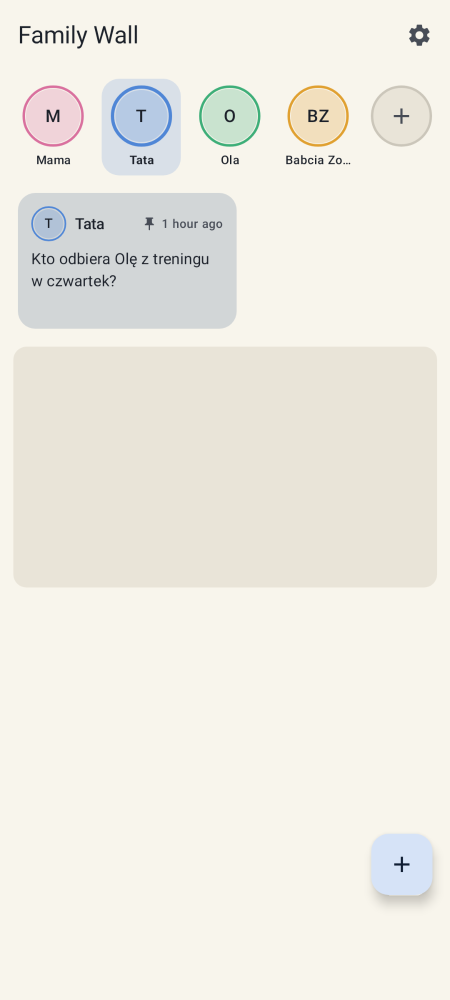 Family Wall
M
T
O
BZ
Mama
Tata
Ola
Babcia Zo...
T
Tata
1 hour ago
Kto odbiera Olę z treningu
w czwartek?